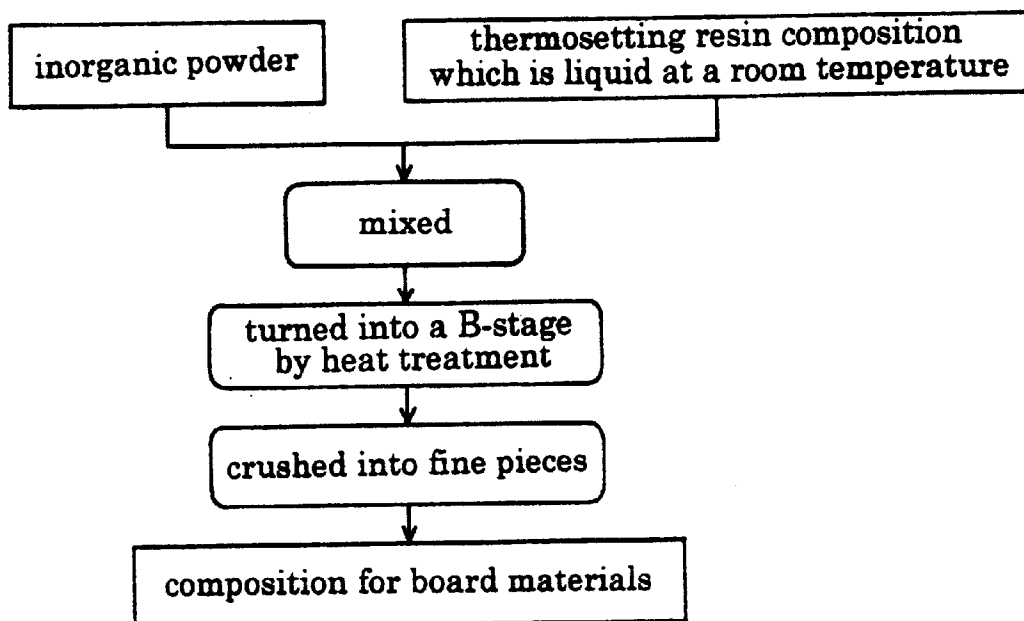 inorganic powder
thermosetting resin composition
which is liquid at a room temperature
mixed
turned into a B-stage
by heat treatment
crushed into fine pieces
composition for board materials